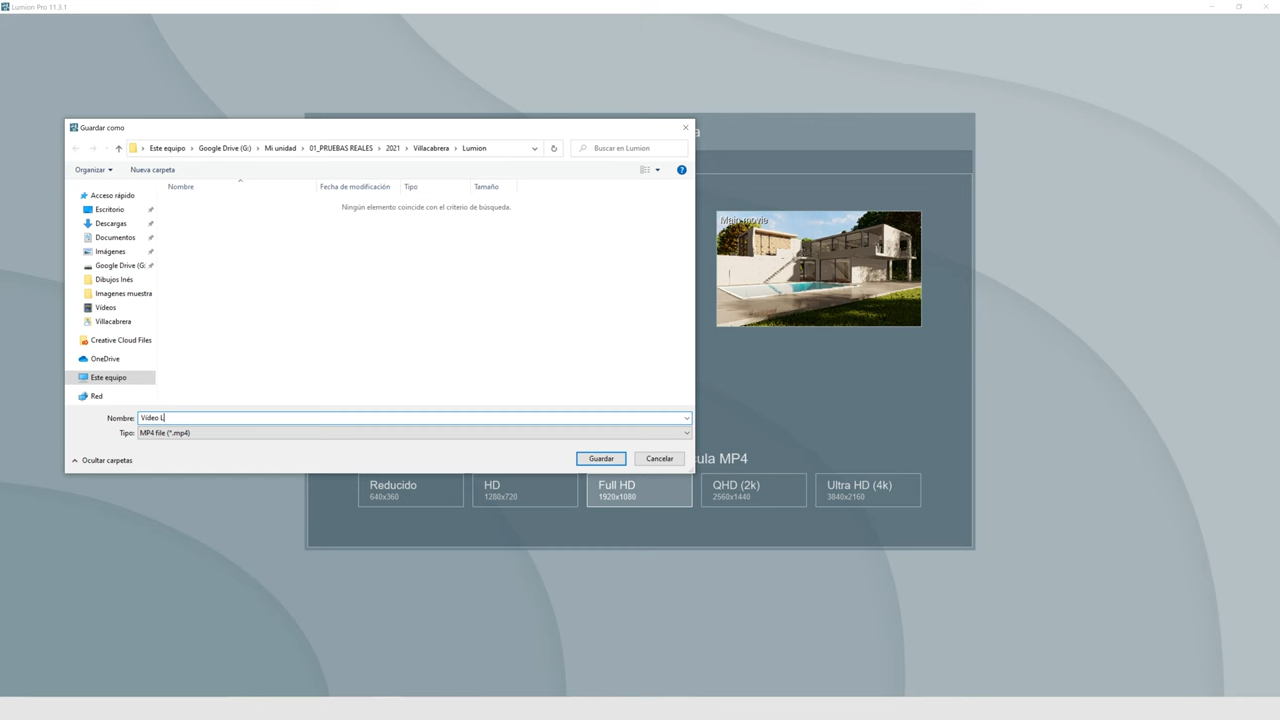 Lumion Pro 11.3.1
Guardar como
Este equipo > Google Drive (G:) > Mi unidad > 01_PRUEBAS REALES > 2021 > Villacabrera > Lumion
Buscar en Lumion
Organizar
Nueva carpeta
Nombre
Fecha de modificación
Tipo
Tamaño
Ningún elemento coincide con el criterio de búsqueda.
Acceso rápido
Escritorio
Descargas
Documentos
Imágenes
Google Drive (G:
Dibujos Inés
Imagenes muestra
Vídeos
Villacabrera
Creative Cloud Files
OneDrive
Este equipo
Red
Nombre: Vídeo L
Tipo: MP4 file (*.mp4)
Ocultar carpetas
Guardar
Cancelar
Main movie
cula MP4
Reducido
640x360
HD
1280x720
Full HD
1920x1080
QHD (2k)
2560x1440
Ultra HD (4k)
3840x2160